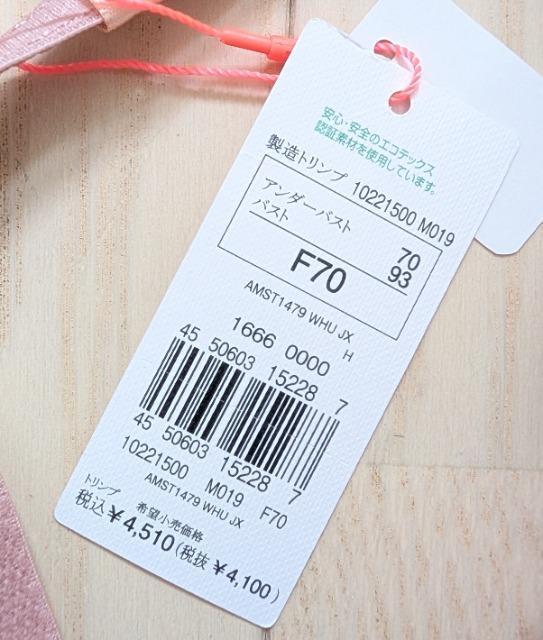 安心・安全のエコテックス
認証素材を使用しています。
製造トリンプ 10221500 M019
アンダーバスト 70
バスト 93
F70
AMST1479 WHU JX
H
1666 0000
45 50603 15228 7
45 50603 15228 7
10221500 M019 F70
AMST1479 WHU JX
トリンプ 希望小売価格
税込 ¥4,510(税抜 ¥4,100)